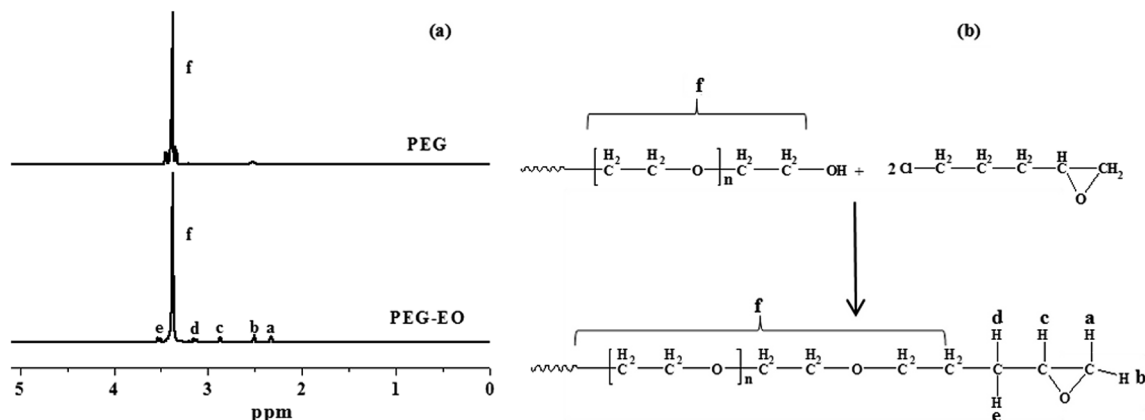 (a)
f
PEG
f
e d c b a
PEG-EO
5 4 3 2 1 0
ppm
(b)
f
H2 H2 H2 H2
C C O n C C OH + 2 Cl
H2 H2 H2 H
C C C C CH2
O
f
d c a
H2 H2 H2 H2 H2 H2 H H H
C C O n C C O C C C C C H b
H O
e